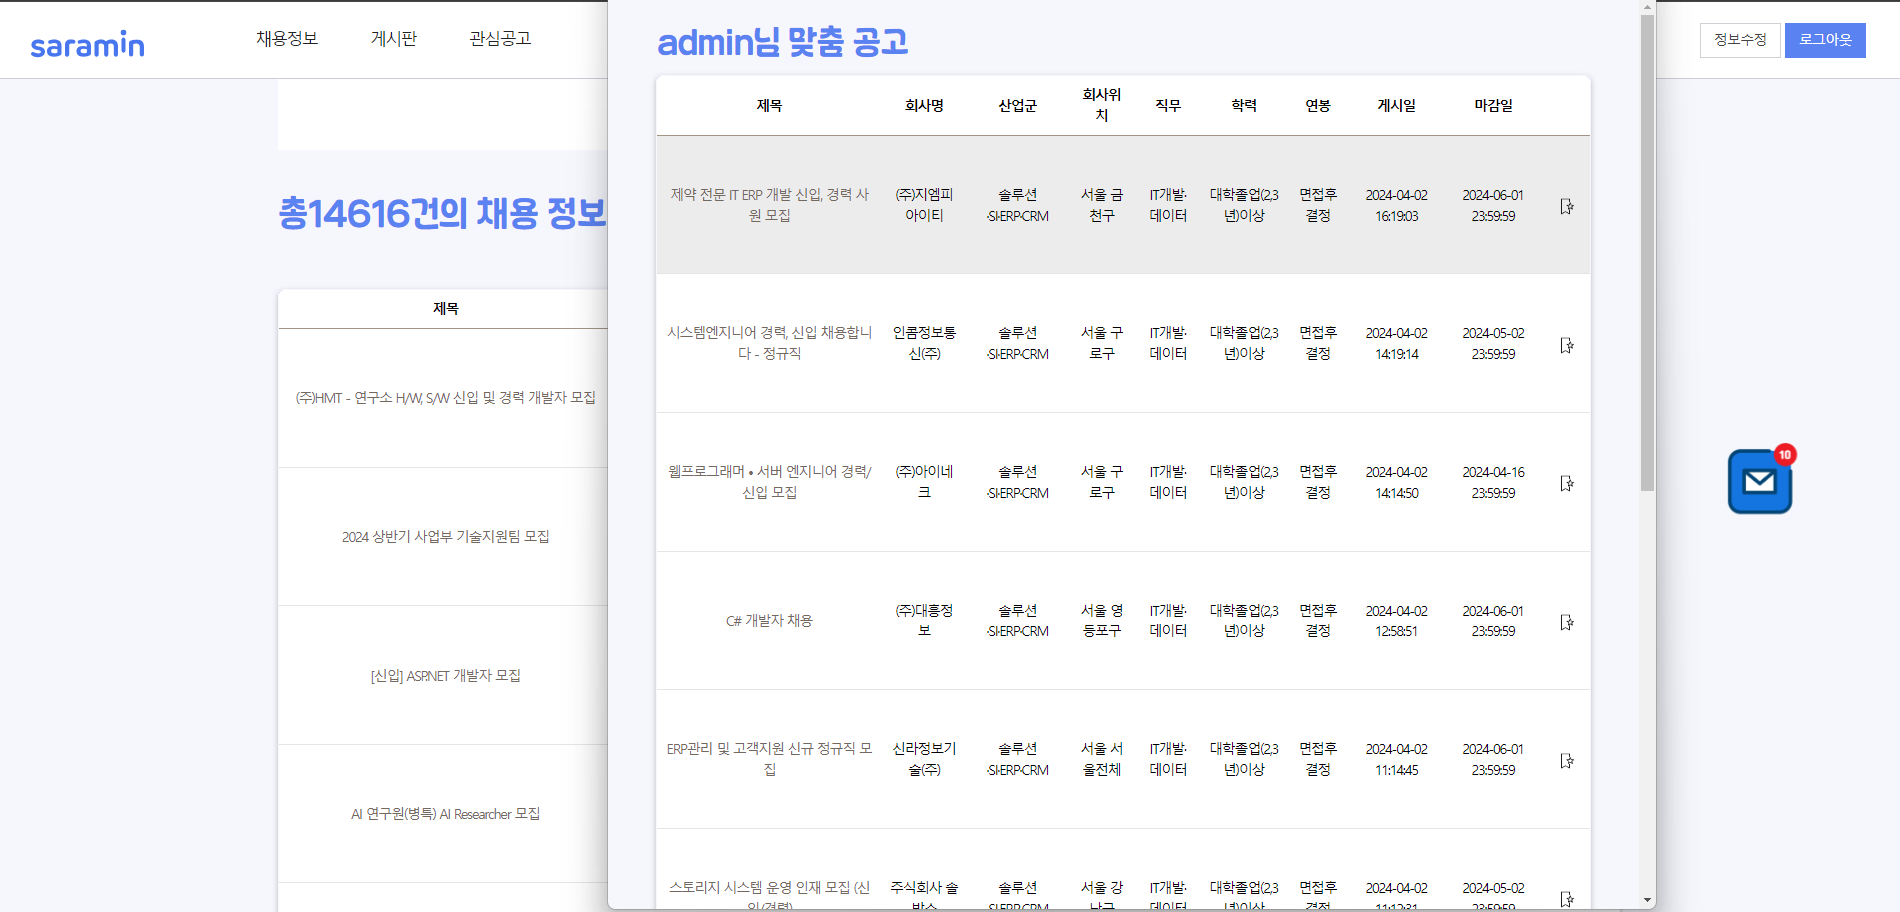 saramin
채용정보 게시판 관심공고
정보수정 로그아웃
총14616건의 채용 정보
제목
(주)HMT - 연구소 H/W, S/W 신입 및 경력 개발자 모집
2024 상반기 사업부 기술지원팀 모집
[신입] ASP.NET 개발자 모집
AI 연구원(병특) AI Researcher 모집
admin님 맞춤 공고
제목 회사명 산업군 회사위 직무 학력 연봉 게시일 마감일
치
제약 전문 IT ERP 개발 신입, 경력 사 (주)지엠피 솔루션 서울 금 IT개발· 대학졸업(2,3 면접후 2024-04-02 2024-06-01
원 모집 아이티 ·SI·ERP·CRM 천구 데이터 년)이상 결정 16:19:03 23:59:59
시스템엔지니어 경력, 신입 채용합니 인콤정보통 솔루션 서울 구 IT개발· 대학졸업(2,3 면접후 2024-04-02 2024-05-02
다 - 정규직 신(주) ·SI·ERP·CRM 로구 데이터 년)이상 결정 14:19:14 23:59:59
웹프로그래머 • 서버 엔지니어 경력/ (주)아이네 솔루션 서울 구 IT개발· 대학졸업(2,3 면접후 2024-04-02 2024-04-16
신입 모집 크 ·SI·ERP·CRM 로구 데이터 년)이상 결정 14:14:50 23:59:59
C# 개발자 채용 (주)대흥정 솔루션 서울 영 IT개발· 대학졸업(2,3 면접후 2024-04-02 2024-06-01
보 ·SI·ERP·CRM 등포구 데이터 년)이상 결정 12:58:51 23:59:59
ERP관리 및 고객지원 신규 정규직 모 신라정보기 솔루션 서울 서 IT개발· 대학졸업(2,3 면접후 2024-04-02 2024-06-01
집 술(주) ·SI·ERP·CRM 울전체 데이터 년)이상 결정 11:14:45 23:59:59
스토리지 시스템 운영 인재 모집 (신 주식회사 솔 솔루션 서울 강 IT개발· 대학졸업(2,3 면접후 2024-04-02 2024-05-02
10